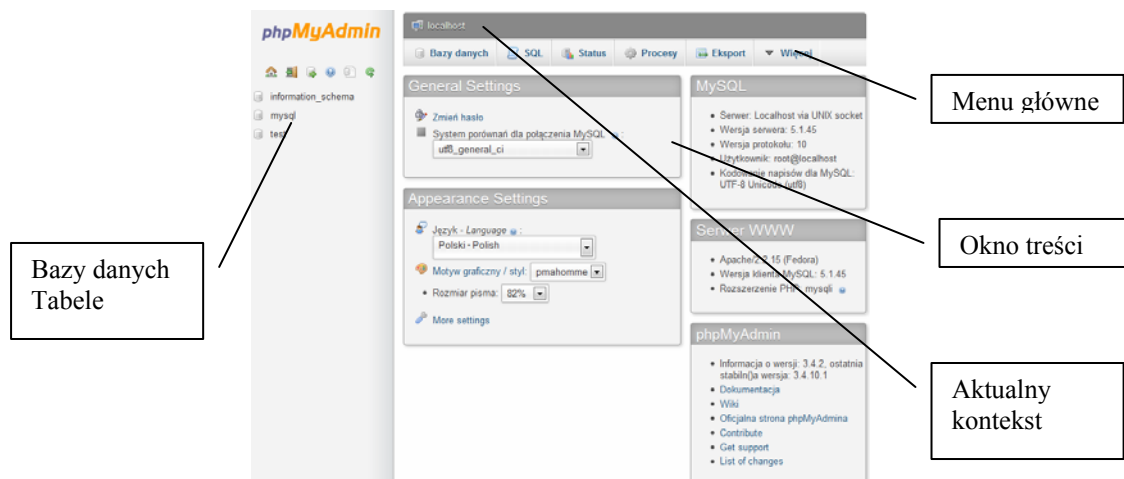 phpMyAdmin
information_schema
mysql
test
localhost
Bazy danych SQL Status Procesy Eksport Więcej
General Settings
Zmień hasło
System porównań dla połączenia MySQL :
utf8_general_ci
Appearance Settings
Język - Language :
Polski - Polish
Motyw graficzny / styl: pmahomme
Rozmiar pisma: 82%
More settings
MySQL
Serwer: Localhost via UNIX socket
Wersja serwera: 5.1.45
Wersja protokołu: 10
Użytkownik: root@localhost
Kodowanie napisów dla MySQL:
UTF-8 Unicode (utf8)
Serwer WWW
Apache/2.2.15 (Fedora)
Wersja klienta MySQL: 5.1.45
Rozszerzenie PHP: mysqli
phpMyAdmin
Informacja o wersji: 3.4.2, ostatnia
stabiln()a wersja: 3.4.10.1
Dokumentacja
Wiki
Oficjalna strona phpMyAdmina
Contribute
Get support
List of changes
Bazy danych
Tabele
Menu główne
Okno treści
Aktualny
kontekst